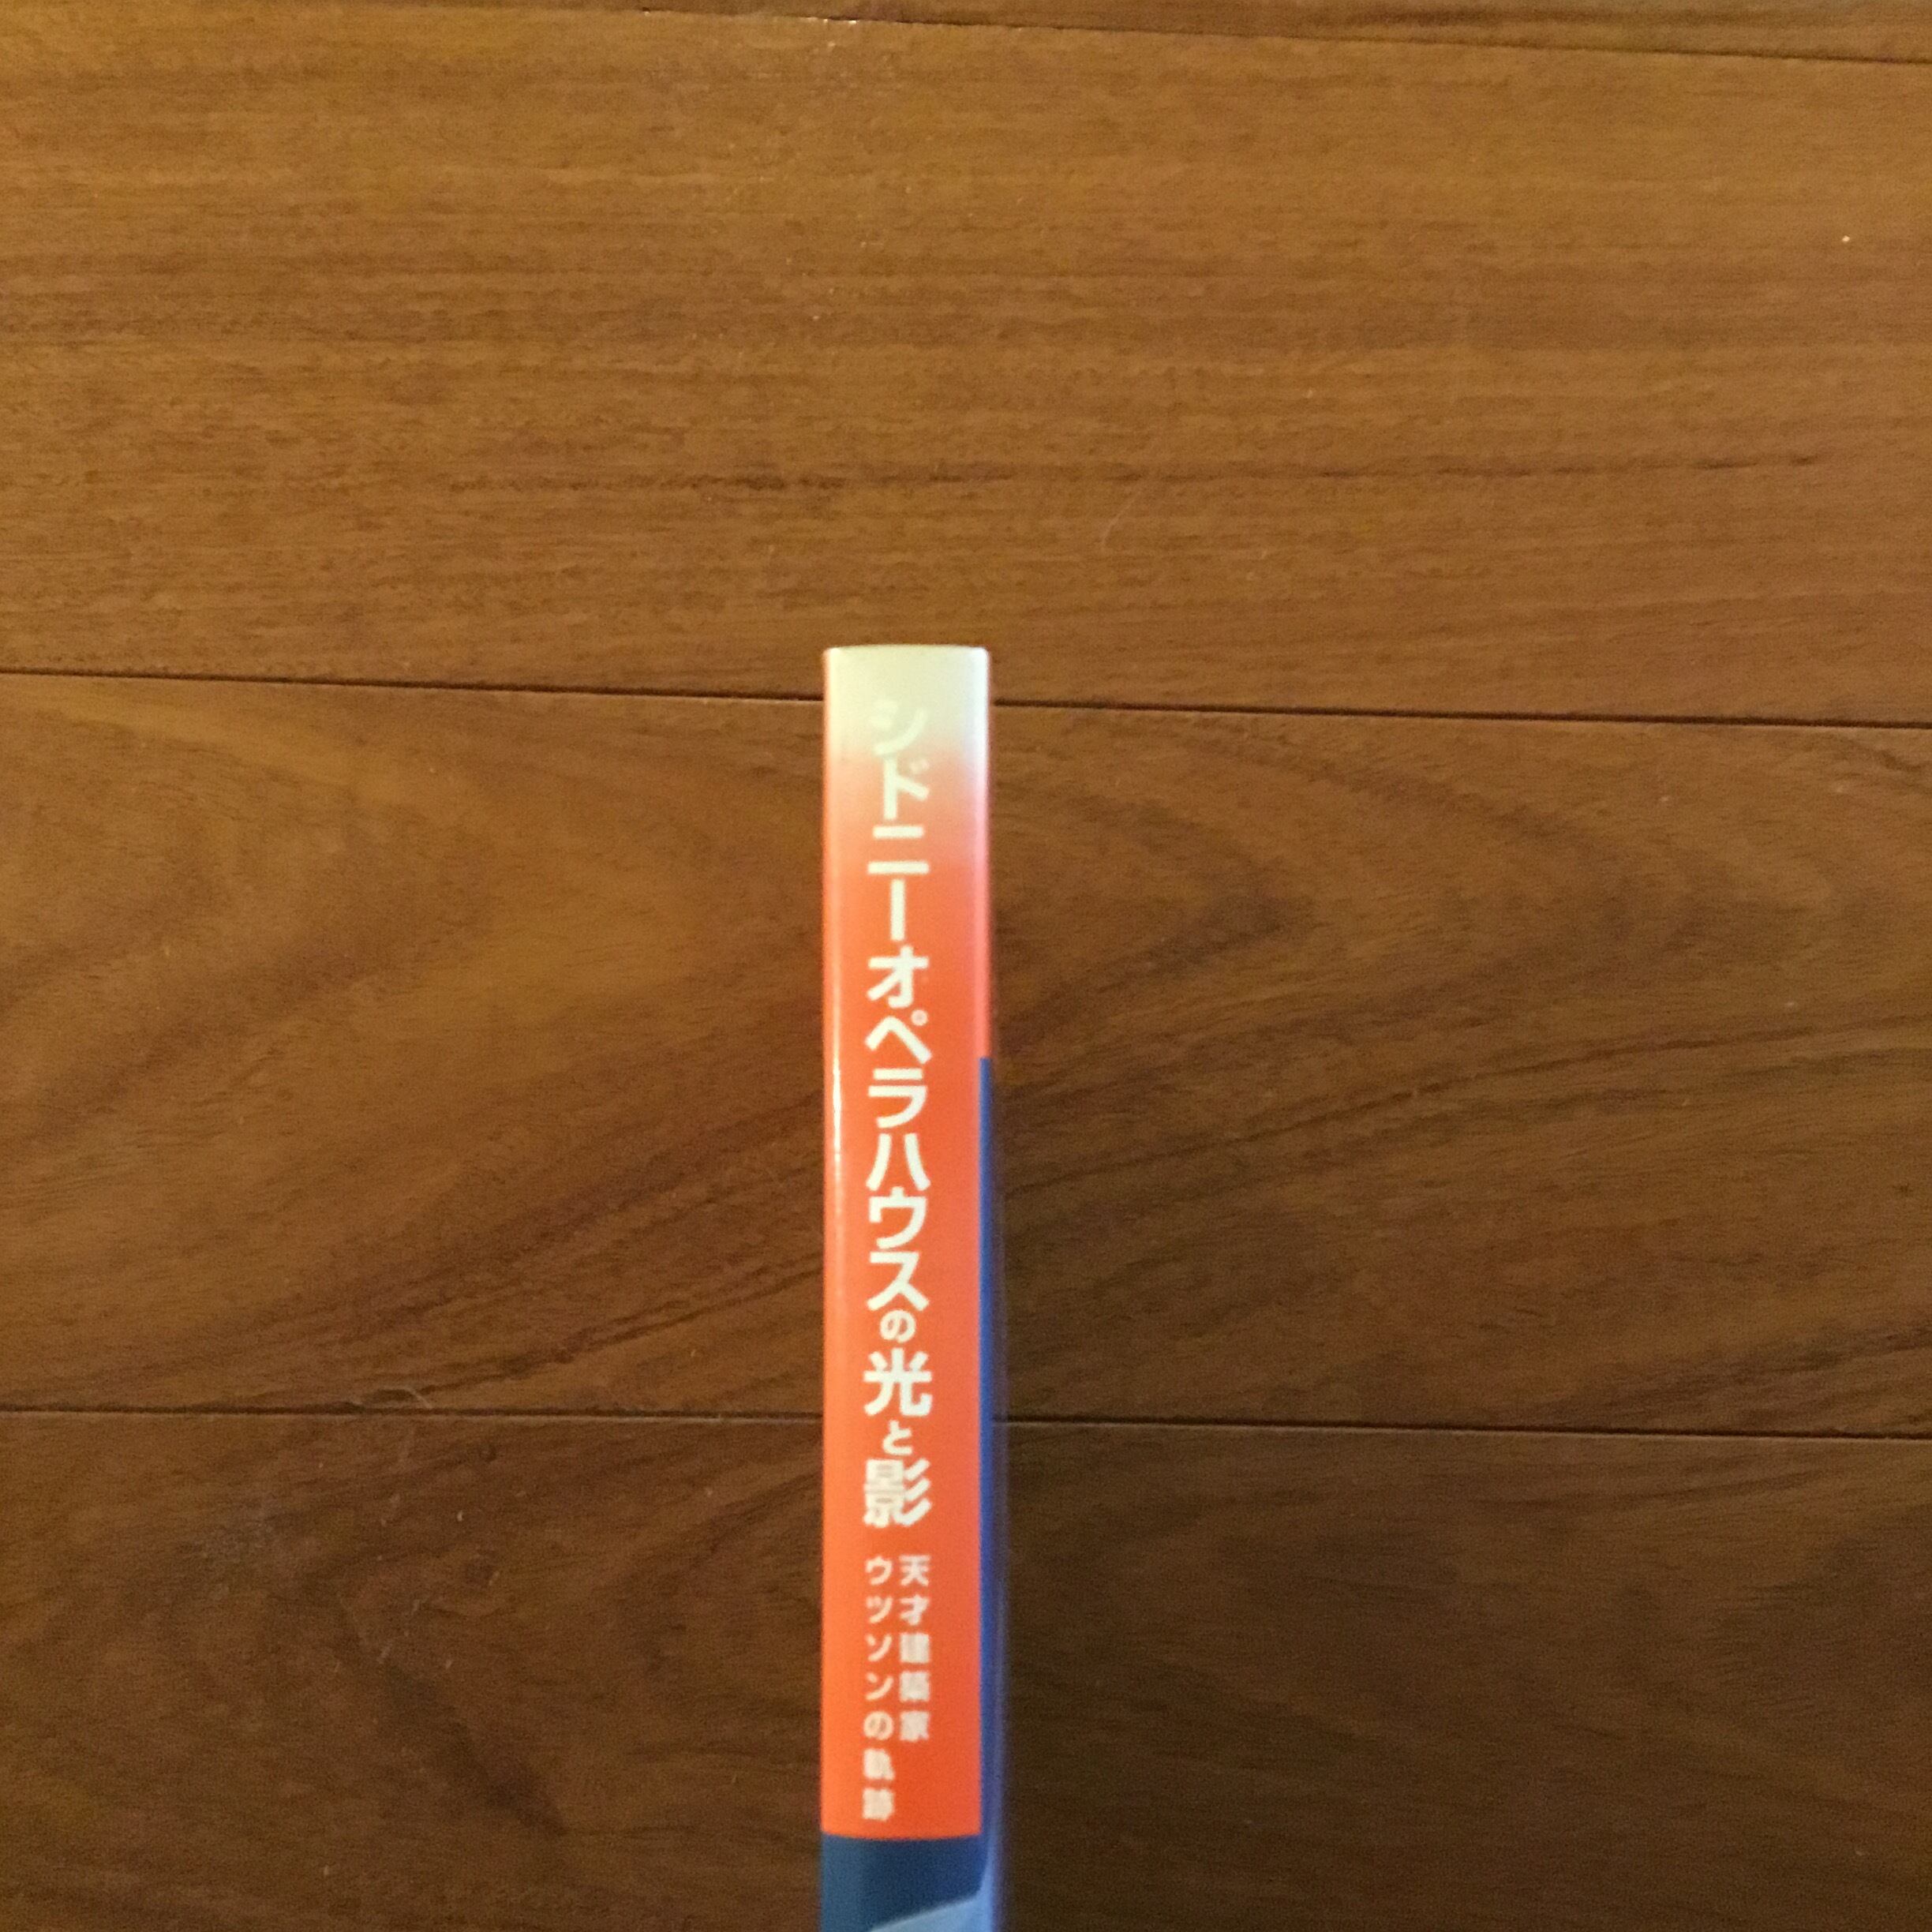 シドニーオペラハウスの光と影
天才建築家
ウツソンの軌跡